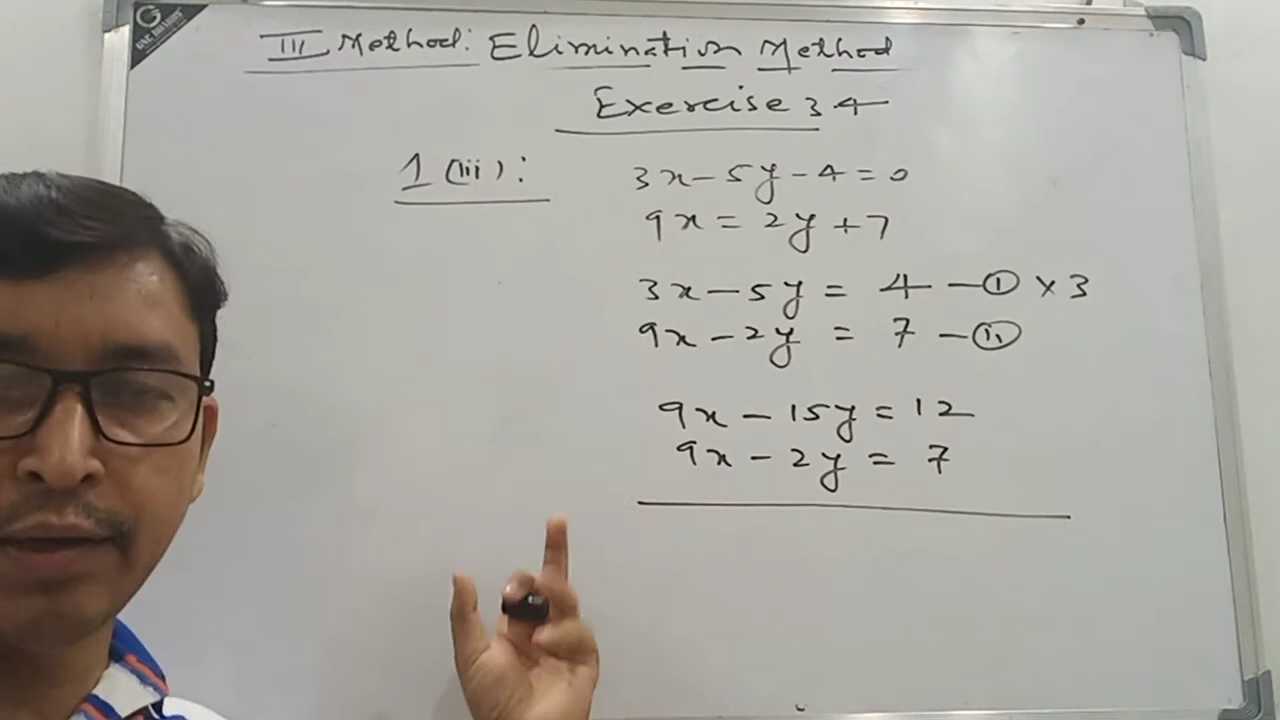 III Method: Elimination Method
Exercise 3.4
1 (iii):
3x - 5y - 4 = 0
9x = 2y + 7
3x - 5y = 4 - (i) × 3
9x - 2y = 7 - (ii)
9x - 15y = 12
9x - 2y = 7